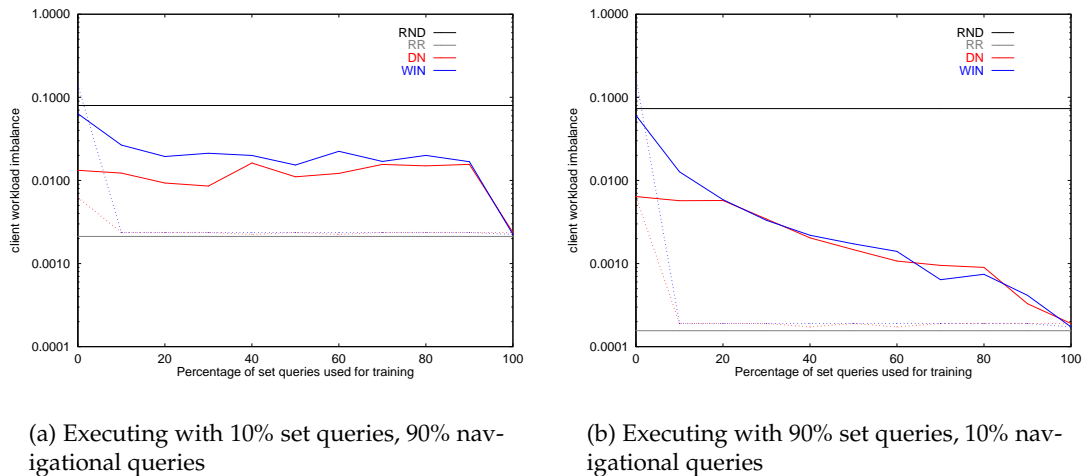 1.0000
0.1000
0.0100
0.0010
0.0001
0 20 40 60 80 100
client workload imbalance
Percentage of set queries used for training
RND
RR
DN
WIN
(a) Executing with 10% set queries, 90% nav-
igational queries
1.0000
0.1000
0.0100
0.0010
0.0001
0 20 40 60 80 100
client workload imbalance
Percentage of set queries used for training
RND
RR
DN
WIN
(b) Executing with 90% set queries, 10% nav-
igational queries